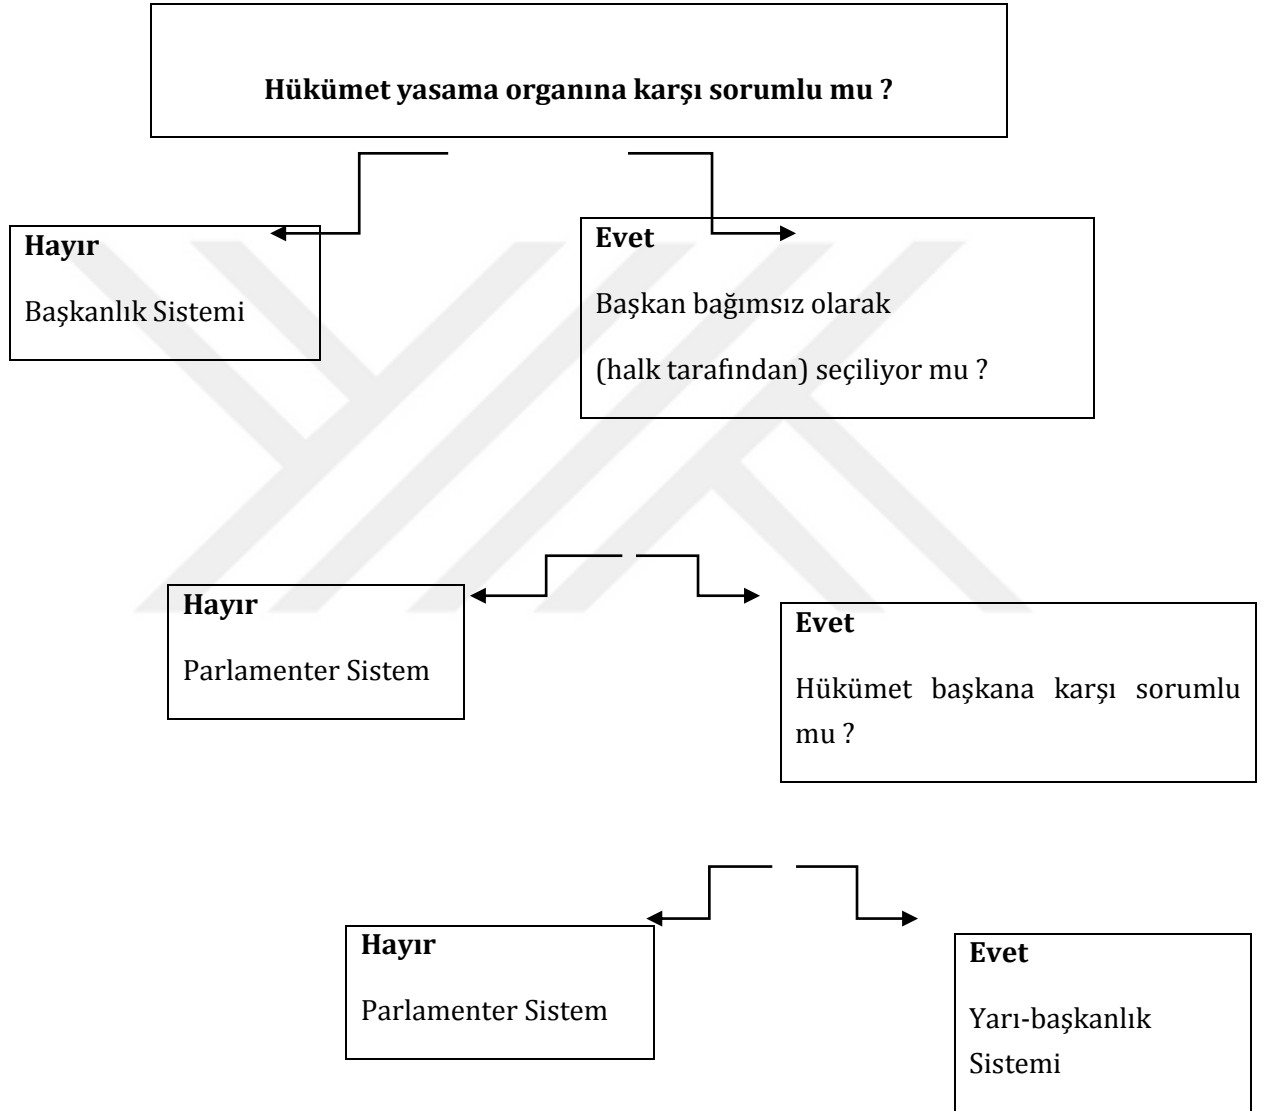 Hükümet yasama organına karşı sorumlu mu ?
Hayır
Başkanlık Sistemi
Evet
Başkan bağımsız olarak
(halk tarafından) seçiliyor mu ?
Hayır
Parlamenter Sistem
Evet
Hükümet başkana karşı sorumlu
mu ?
Hayır
Parlamenter Sistem
Evet
Yarı-başkanlık
Sistemi